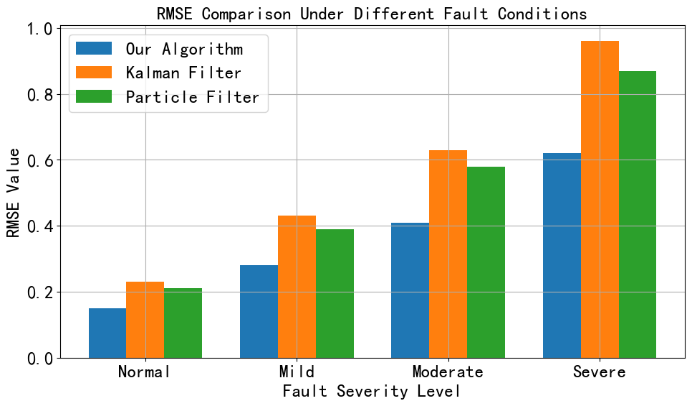 RMSE Comparison Under Different Fault Conditions
Our Algorithm
Kalman Filter
Particle Filter
RMSE Value
1.0
0.8
0.6
0.4
0.2
0.0
Normal Mild Moderate Severe
Fault Severity Level